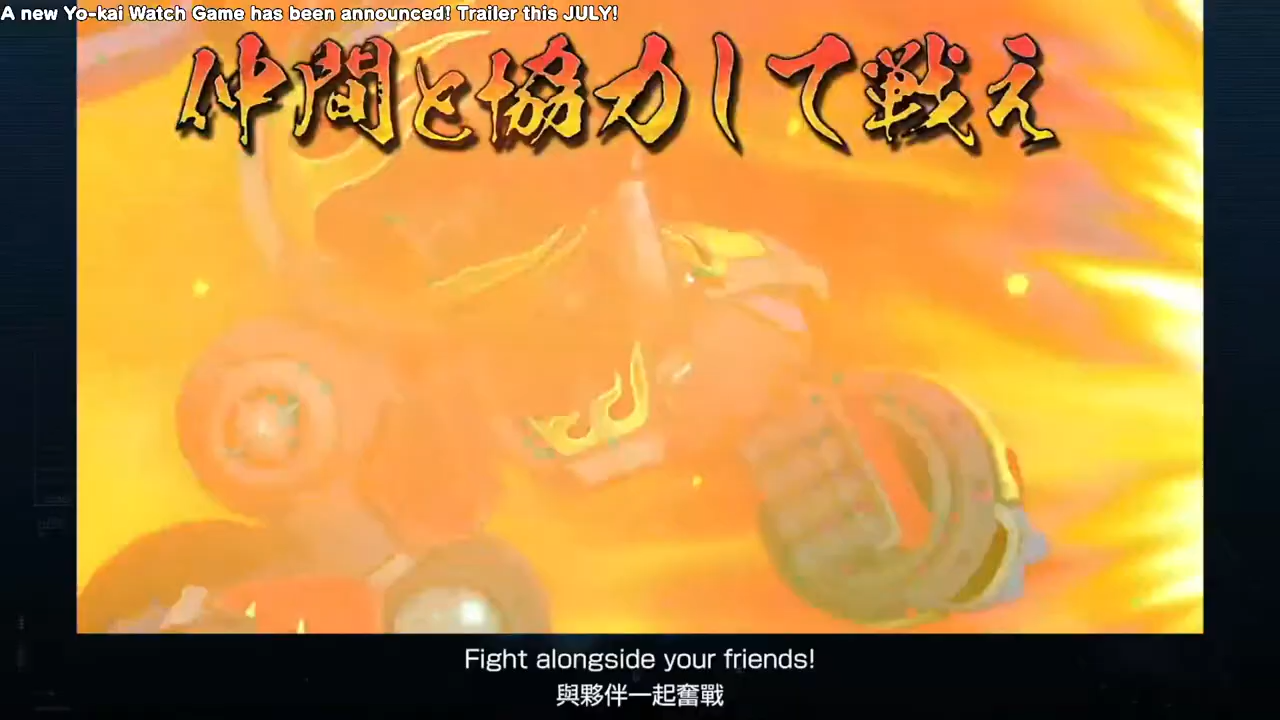 A new Yo-kai Watch Game has been announced! Trailer this JULY!
仲間と協力して戦え
Fight alongside your friends!
與夥伴一起奮戰